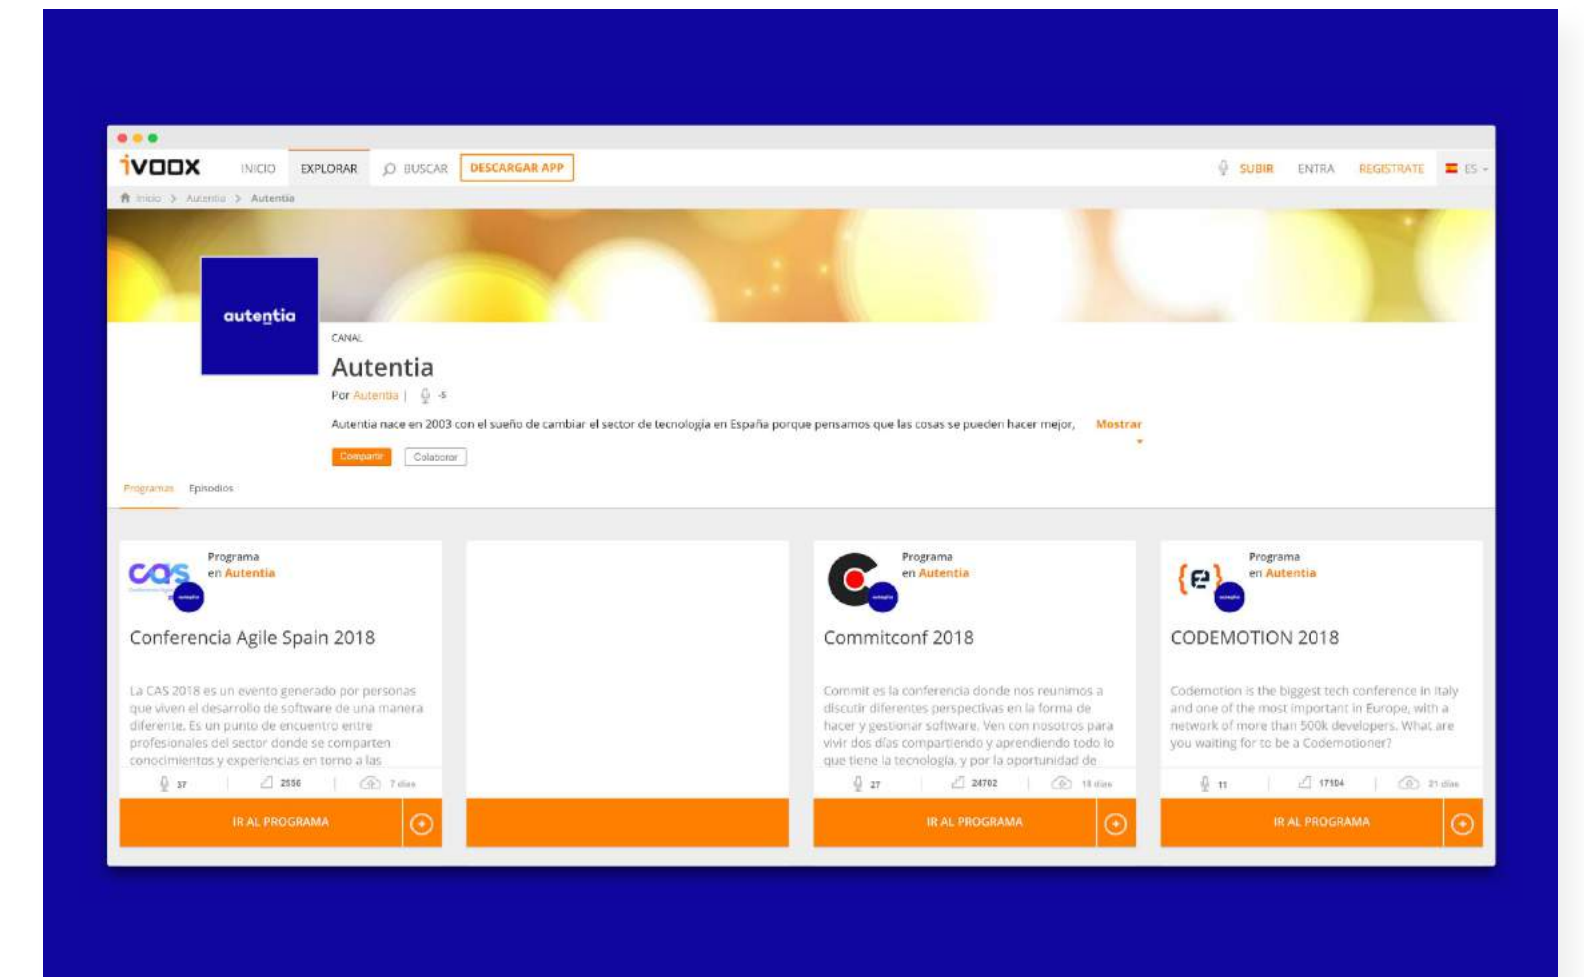 ivoox
INICIO
EXPLORAR
BUSCAR
DESCARGAR APP
SUBIR
ENTRA
REGISTRATE
ES
Inicio > Autentia > Autentia
autentia
CANAL
Autentia
Por Autentia | -5
Autentia nace en 2003 con el sueño de cambiar el sector de tecnología en España porque pensamos que las cosas se pueden hacer mejor, Mostrar
Compartir
Colaborar
Programas
Episodios
cas
Programa
en Autentia
Conferencia Agile Spain 2018
La CAS 2018 es un evento generado por personas
que viven el desarrollo de software de una manera
diferente. Es un punto de encuentro entre
profesionales del sector donde se comparten
conocimientos y experiencias en torno a las
37 | 2556 | 7 días
IR AL PROGRAMA
Programa
en Autentia
Commitconf 2018
Commit es la conferencia donde nos reunimos a
discutir diferentes perspectivas en la forma de
hacer y gestionar software. Ven con nosotros para
vivir dos días compartiendo y aprendiendo todo lo
que tiene la tecnología, y por la oportunidad de
27 | 24702 | 18 días
IR AL PROGRAMA
Programa
en Autentia
CODEMOTION 2018
Codemotion is the biggest tech conference in Italy
and one of the most important in Europe, with a
network of more than 500k developers. What are
you waiting for to be a Codemotioner?
11 | 17104 | 21 días
IR AL PROGRAMA